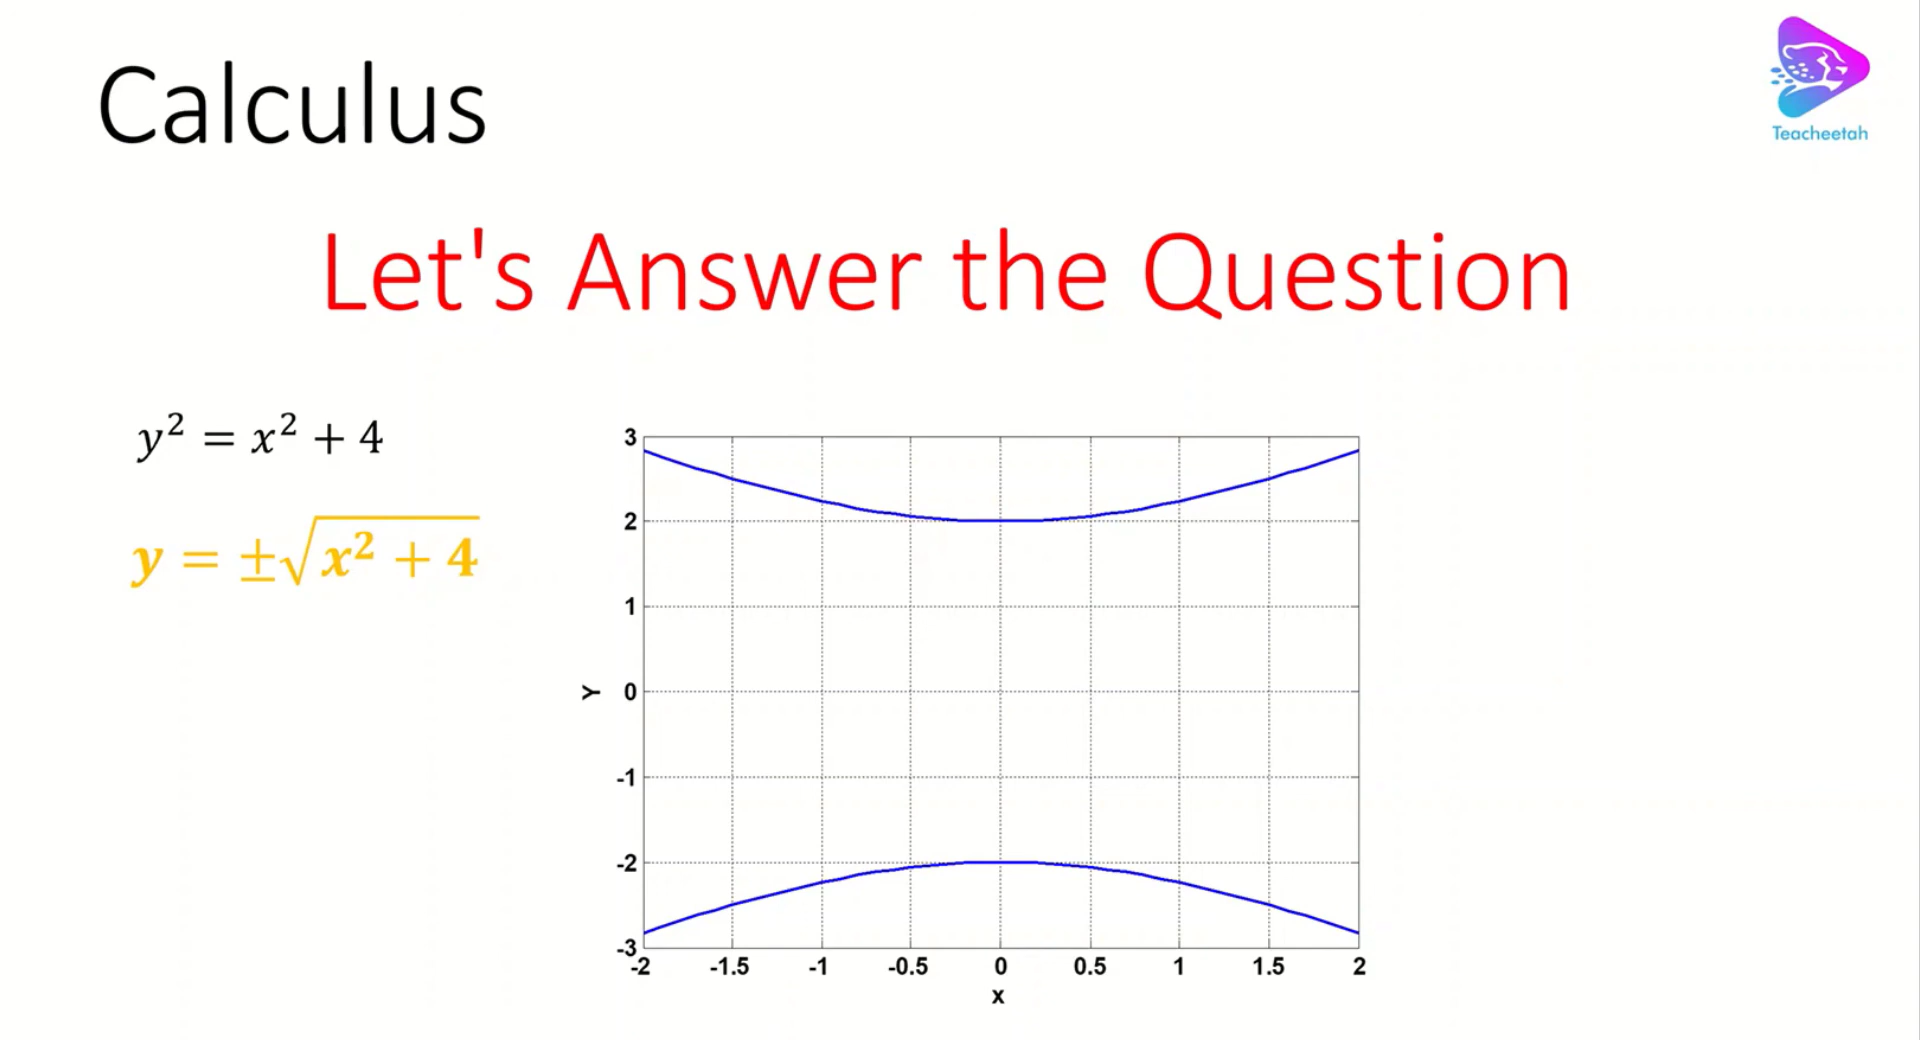 Calculus
Teacheetah
Let's Answer the Question
y² = x² + 4
y = ±√(x² + 4)
3
2
1
0
-1
-2
-3
Y
-2 -1.5 -1 -0.5 0 0.5 1 1.5 2
x